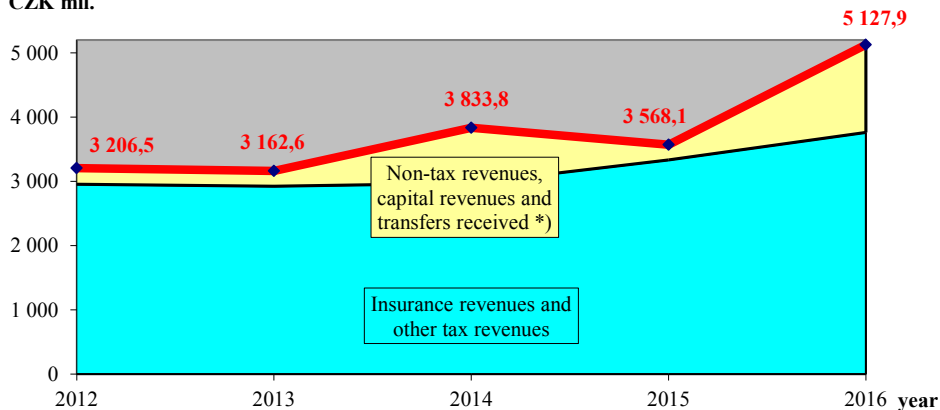 CZK mil.
5 127,9
5 000
4 000
3 833,8
3 568,1
3 206,5
3 162,6
3 000
Non-tax revenues,
capital revenues and
transfers received *)
2 000
1 000
Insurance revenues and
other tax revenues
0
2012
2013
2014
2015
2016 year